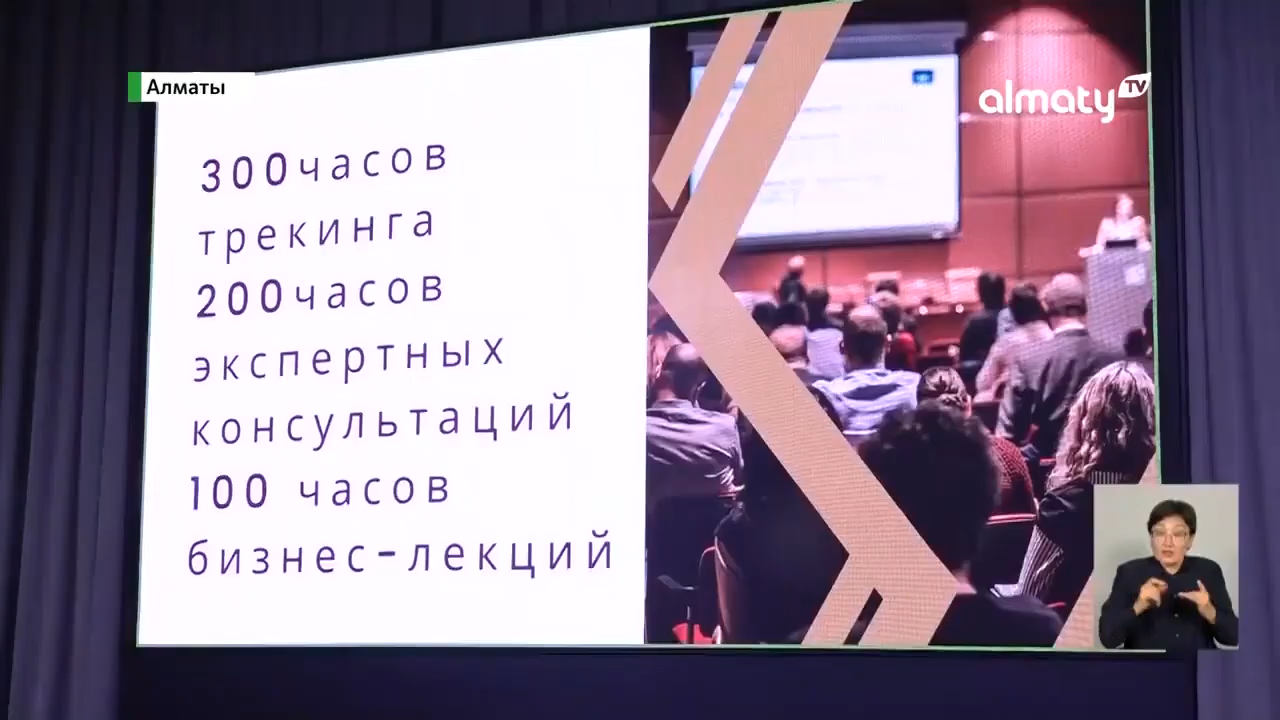 Алматы
almaty TV
300часов
трекинга
200часов
экспертных
консультаций
100 часов
бизнес-лекций